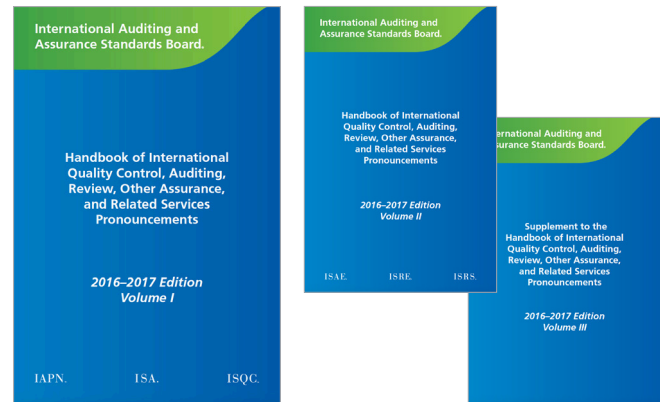 International Auditing and
Assurance Standards Board.
Handbook of International
Quality Control, Auditing,
Review, Other Assurance,
and Related Services
Pronouncements
2016–2017 Edition
Volume I
IAPN. ISA. ISQC.
International Auditing and
Assurance Standards Board.
Handbook of International
Quality Control, Auditing,
Review, Other Assurance,
and Related Services
Pronouncements
2016–2017 Edition
Volume II
ISAE. ISRE. ISRS.
ernational Auditing and
surance Standards Board.
Supplement to the
Handbook of International
Quality Control, Auditing,
Review, Other Assurance,
and Related Services
Pronouncements
2016–2017 Edition
Volume III